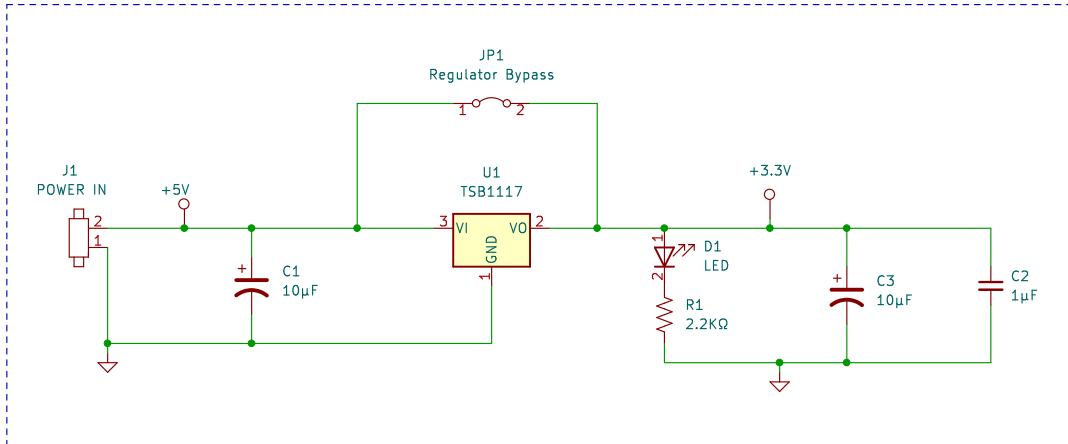 JP1
Regulator Bypass
1
2
J1
POWER IN
+5V
2
1
U1
TSB1117
3
VI
VO
2
GND
1
+
C1
10µF
+3.3V
1
2
D1
LED
R1
2.2KΩ
+
C3
10µF
C2
1µF